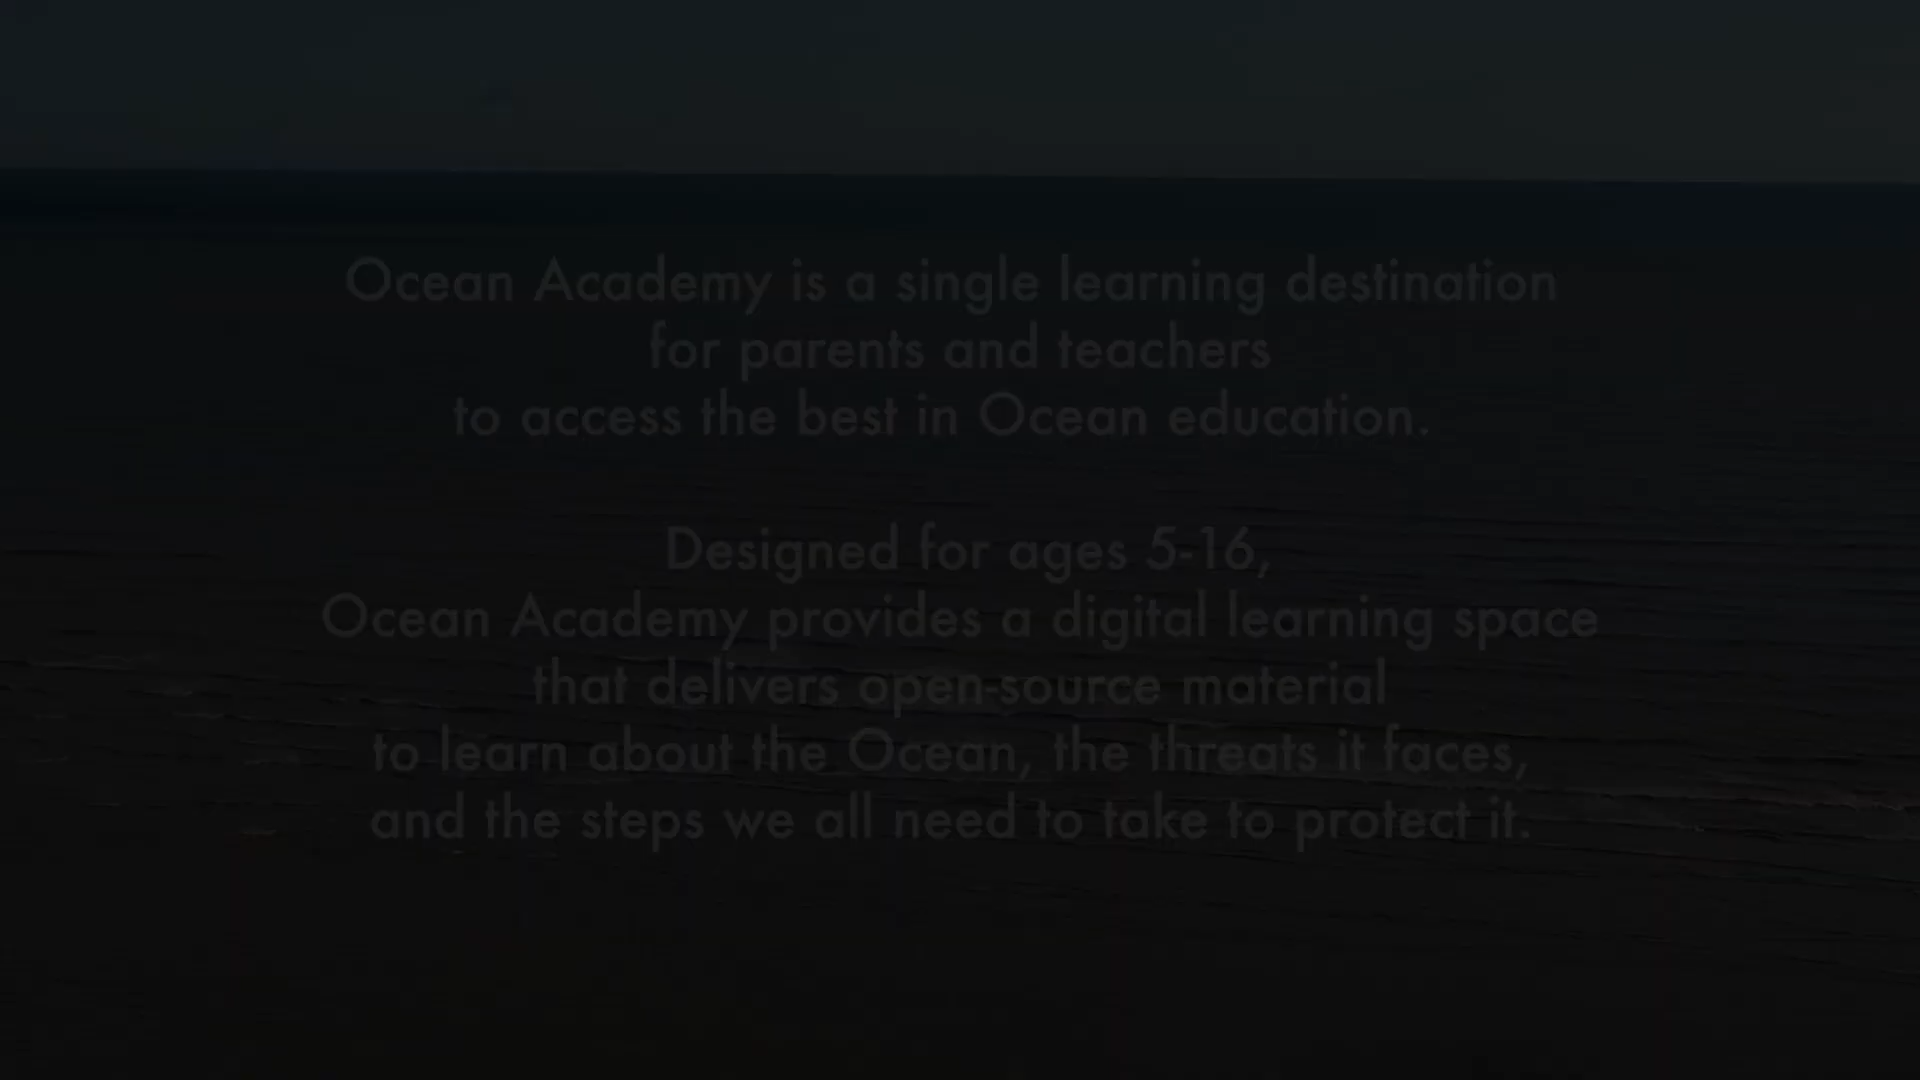 Ocean Academy is a single learning destination
for parents and teachers
to access the best in Ocean education.
Designed for ages 5-16,
Ocean Academy provides a digital learning space
that delivers open-source material
to learn about the Ocean, the threats it faces,
and the steps we all need to take to protect it.